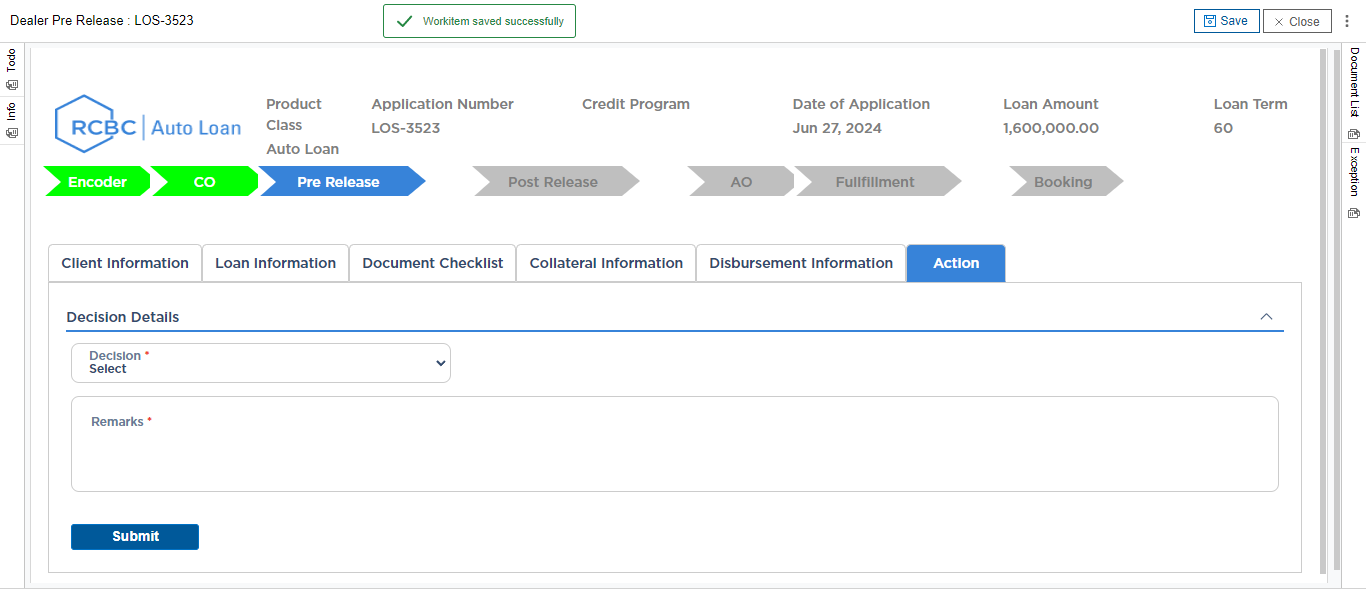 Dealer Pre Release : LOS-3523
Workitem saved successfully
Save
Close
Todo
Info
Document List
Exception
RCBC | Auto Loan
Product Class
Auto Loan
Application Number
LOS-3523
Credit Program
Date of Application
Jun 27, 2024
Loan Amount
1,600,000.00
Loan Term
60
Encoder
CO
Pre Release
Post Release
AO
Fullfillment
Booking
Client Information
Loan Information
Document Checklist
Collateral Information
Disbursement Information
Action
Decision Details
Decision *
Select
Remarks *
Submit